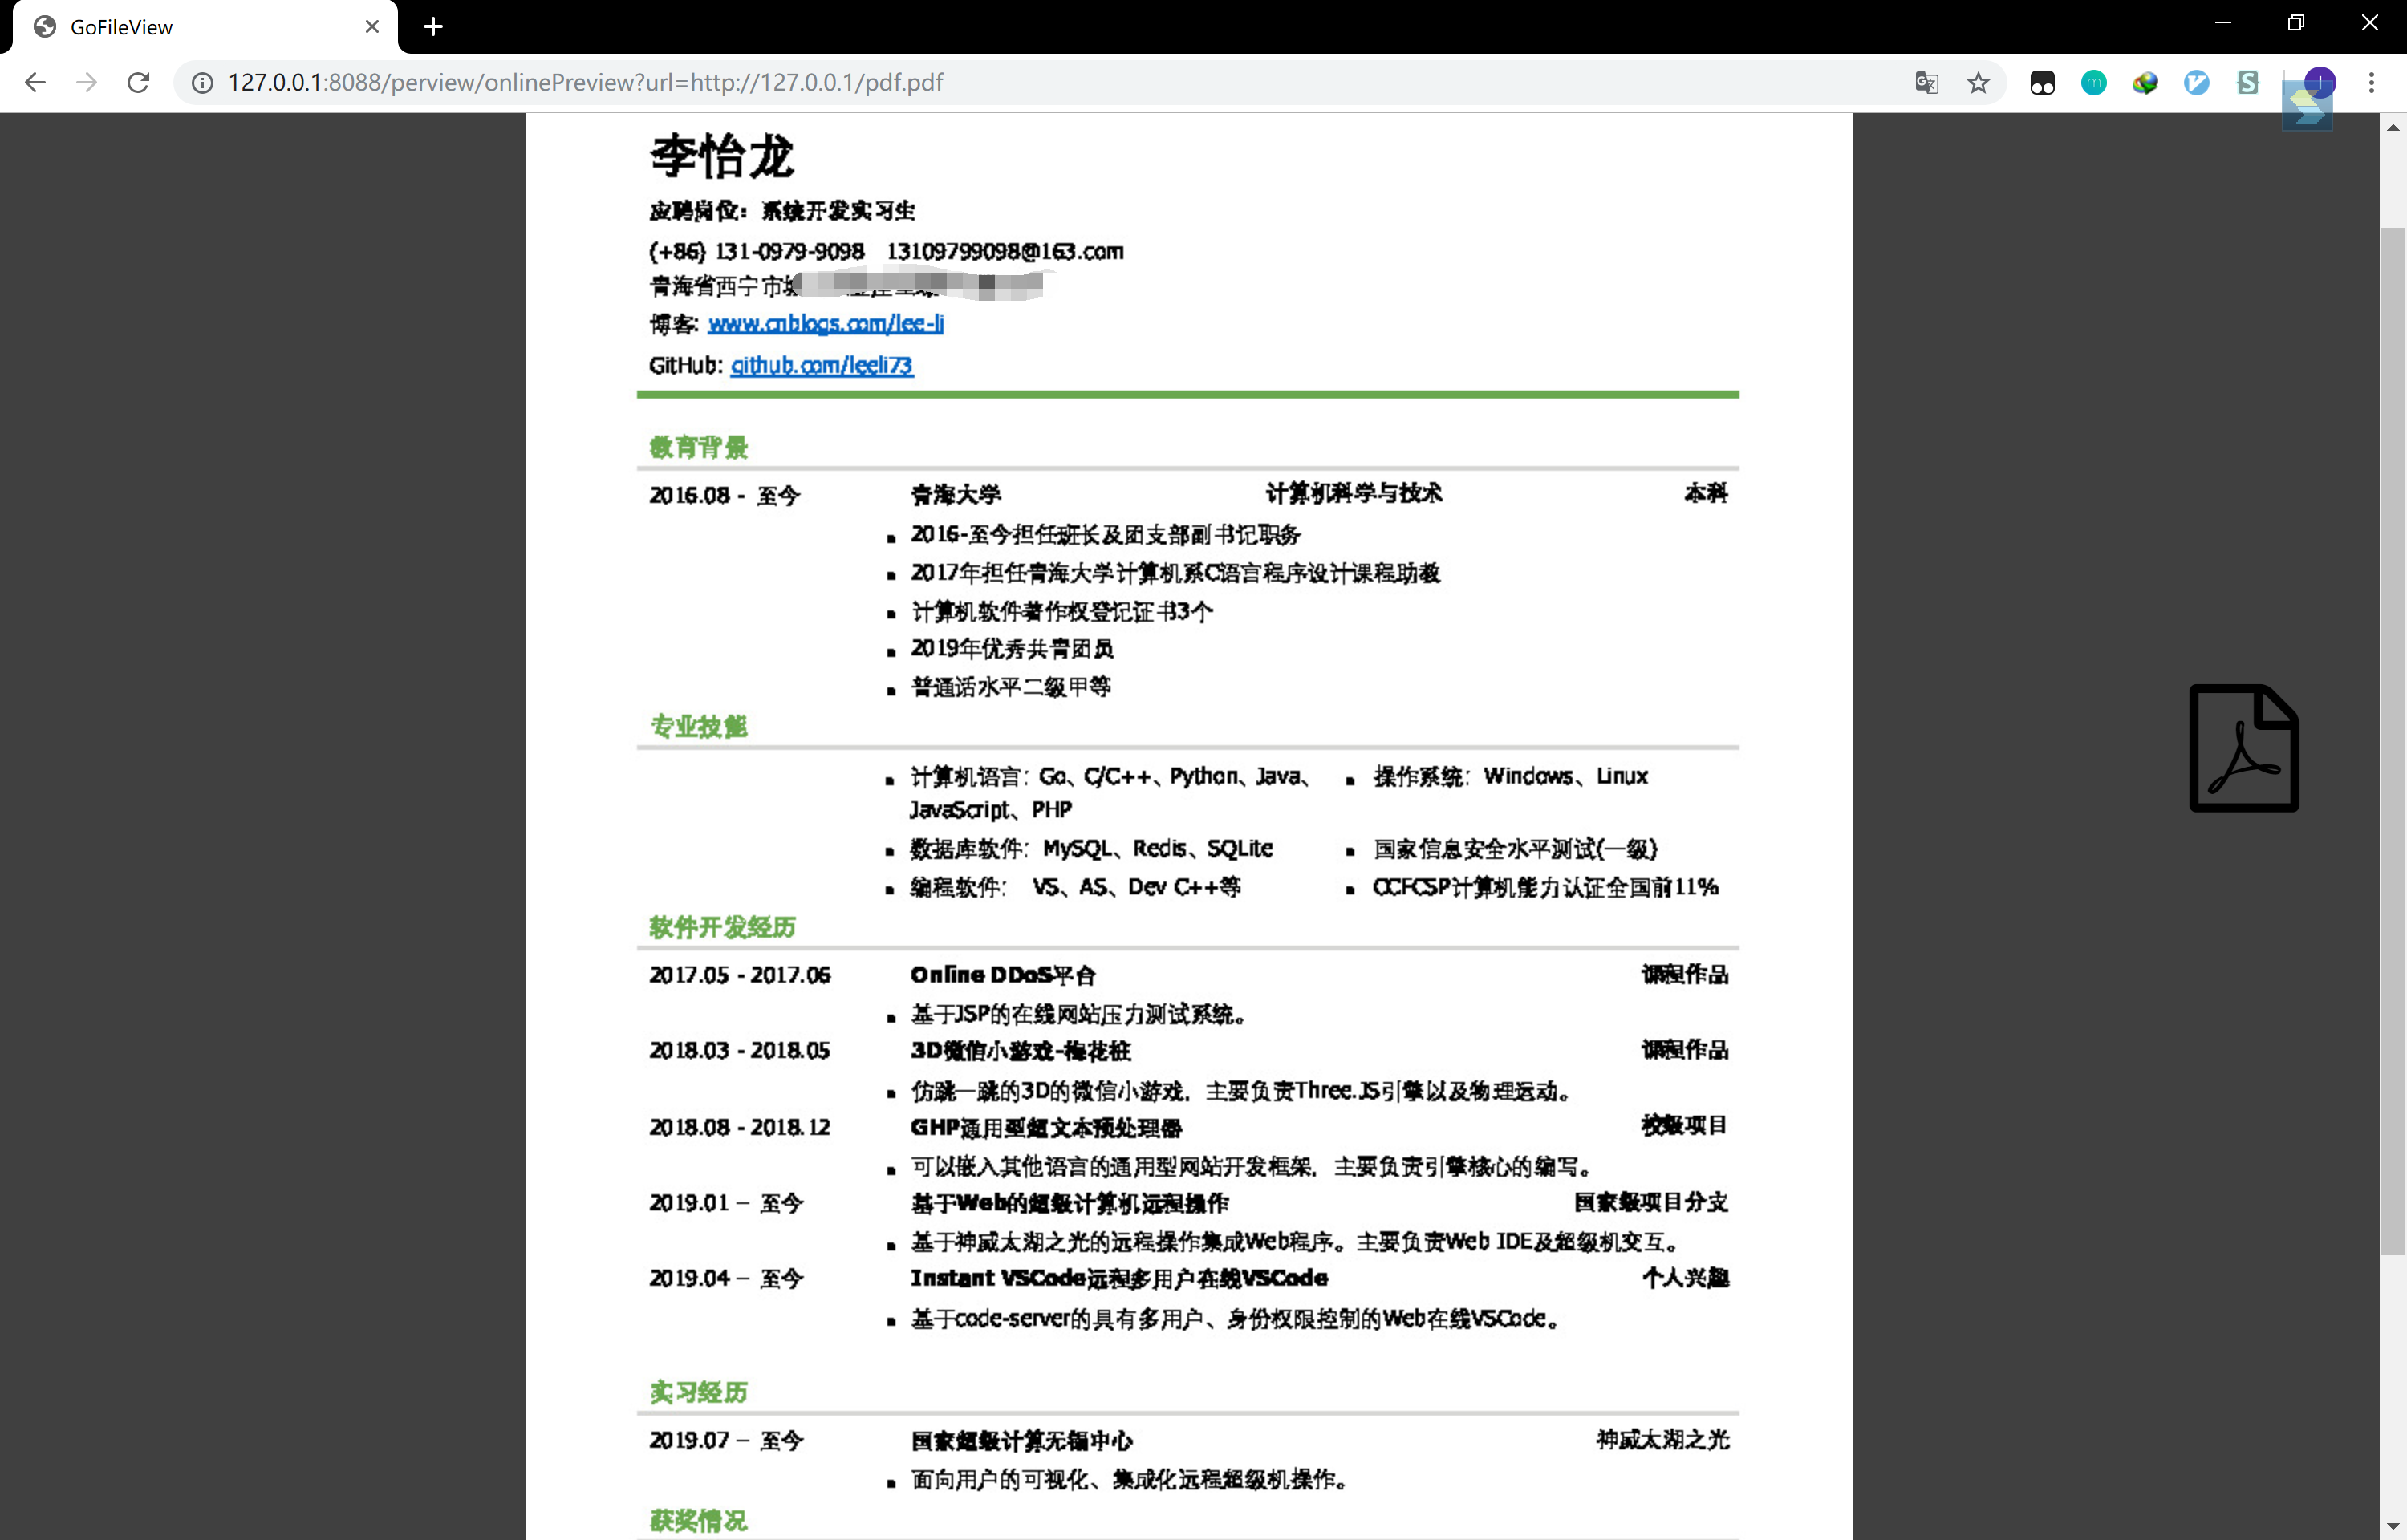 GoFileView
127.0.0.1:8088/perview/onlinePreview?url=http://127.0.0.1/pdf.pdf
李怡龙
应聘岗位：系统开发实习生
(+86) 131-0979-9098 13109799098@163.com
青海省西宁市
博客: www.cnblogs.com/lee-li
GitHub: github.com/leeli73
教育背景
2016.08 - 至今 青海大学 计算机科学与技术 本科
2016-至今担任班长及团支部副书记职务
2017年担任青海大学计算机系C语言程序设计课程助教
计算机软件著作权登记证书3个
2019年优秀共青团员
普通话水平二级甲等
专业技能
计算机语言：Go、C/C++、Python、Java、 操作系统：Windows、Linux
JavaScript、PHP
数据库软件：MySQL、Redis、SQLite 国家信息安全水平测试(一级)
编程软件： VS、AS、Dev C++等 CCFCSP计算机能力认证全国前11%
软件开发经历
2017.05 - 2017.06 Online DDoS平台 课程作品
基于JSP的在线网站压力测试系统。
2018.03 - 2018.05 3D微信小游戏-梅花桩 课程作品
仿跳一跳的3D的微信小游戏，主要负责Three.JS引擎以及物理运动。
2018.08 - 2018.12 GHP通用型超文本预处理器 校级项目
可以嵌入其他语言的通用型网站开发框架，主要负责引擎核心的编写。
2019.01 – 至今 基于Web的超级计算机远程操作 国家级项目分支
基于神威太湖之光的远程操作集成Web程序。主要负责Web IDE及超级机交互。
2019.04 – 至今 Instant VSCode远程多用户在线VSCode 个人兴趣
基于code-server的具有多用户、身份权限控制的Web在线VSCode。
实习经历
2019.07 – 至今 国家超级计算无锡中心 神威太湖之光
面向用户的可视化、集成化远程超级机操作。
获奖情况